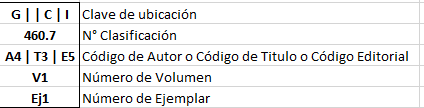 G | | C | I Clave de ubicación
460.7 N° Clasificación
A4 | T3 | E5 Código de Autor o Código de Titulo o Código Editorial
V1 Número de Volumen
Ej1 Número de Ejemplar